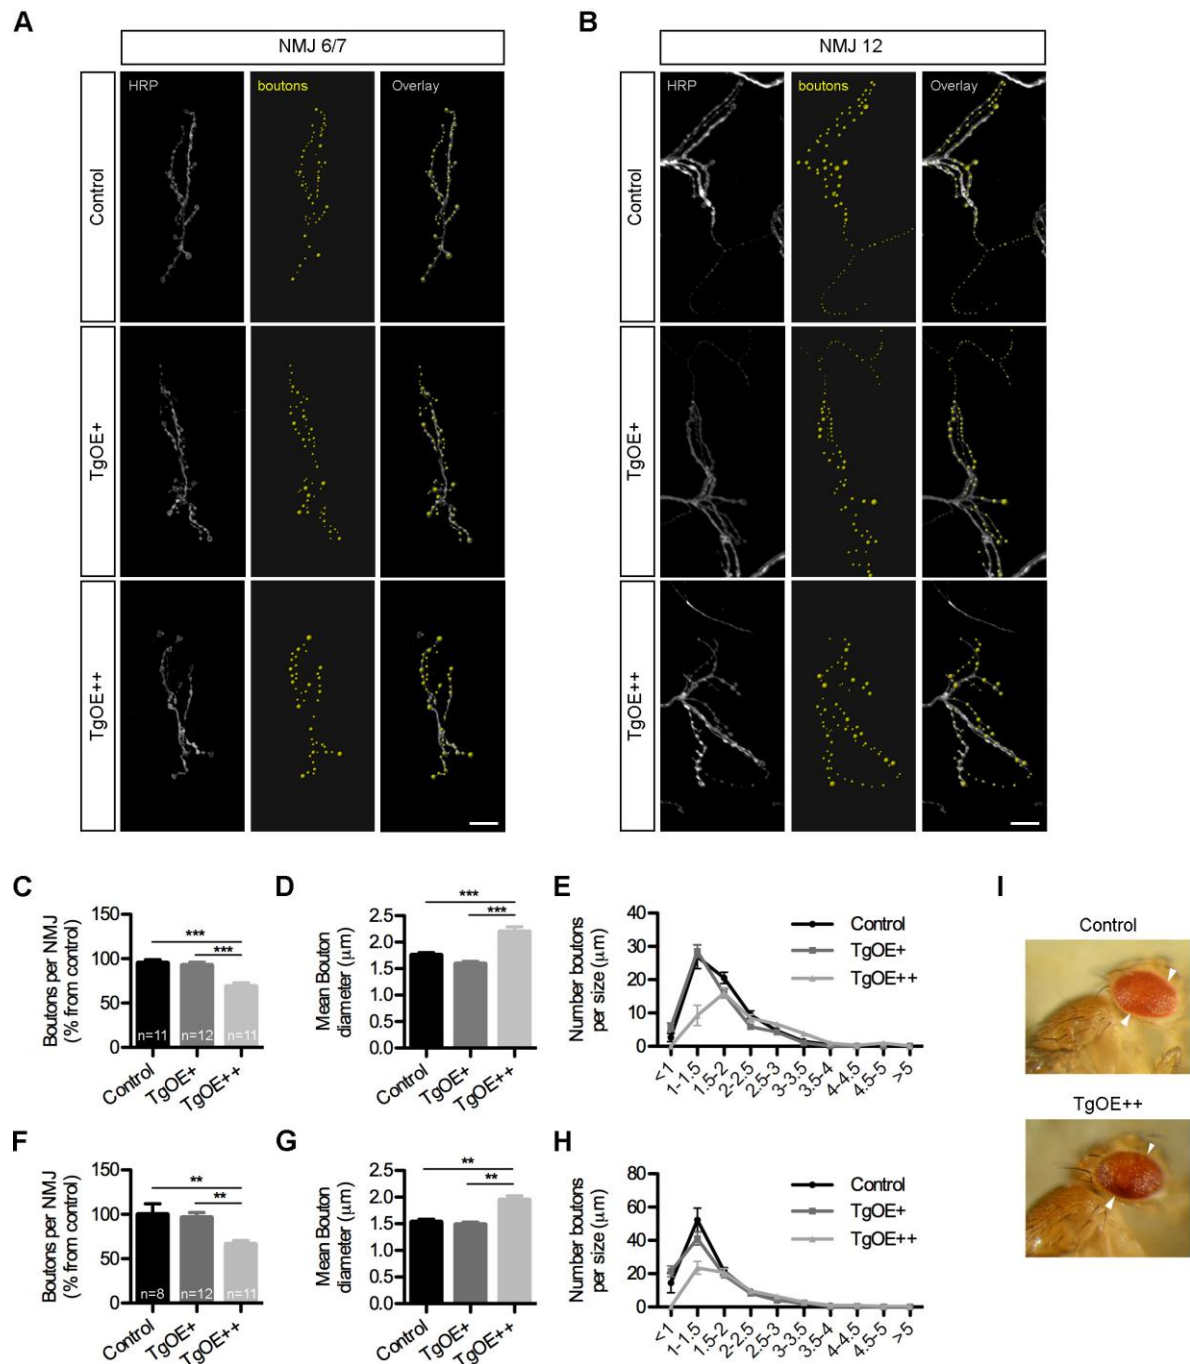 A
NMJ 6/7
HRP
boutons
Overlay
Control
TgOE+
TgOE++
B
NMJ 12
HRP
boutons
Overlay
Control
TgOE+
TgOE++
C
Boutons per NMJ
(% from control)
150
100
50
0
***
***
n=11
n=12
n=11
Control
TgOE+
TgOE++
D
Mean Bouton
diameter (µm)
2.5
2.0
1.5
1.0
0.5
0.0
***
***
Control
TgOE+
TgOE++
E
Number boutons
per size (µm)
40
30
20
10
0
Control
TgOE+
TgOE++
<1
1-1.5
1.5-2
2-2.5
2.5-3
3-3.5
3.5-4
4-4.5
4.5-5
>5
I
Control
TgOE++
F
Boutons per NMJ
(% from control)
150
100
50
0
**
**
n=8
n=12
n=11
Control
TgOE+
TgOE++
G
Mean Bouton
diameter (µm)
2.5
2.0
1.5
1.0
0.5
0.0
**
**
Control
TgOE+
TgOE++
H
Number boutons
per size (µm)
80
60
40
20
0
Control
TgOE+
TgOE++
<1
1-1.5
1.5-2
2-2.5
2.5-3
3-3.5
3.5-4
4-4.5
4.5-5
>5